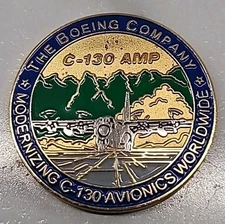 THE BOEING COMPANY
C-130 AMP
MODERNIZING C-130 AVIONICS WORLDWIDE